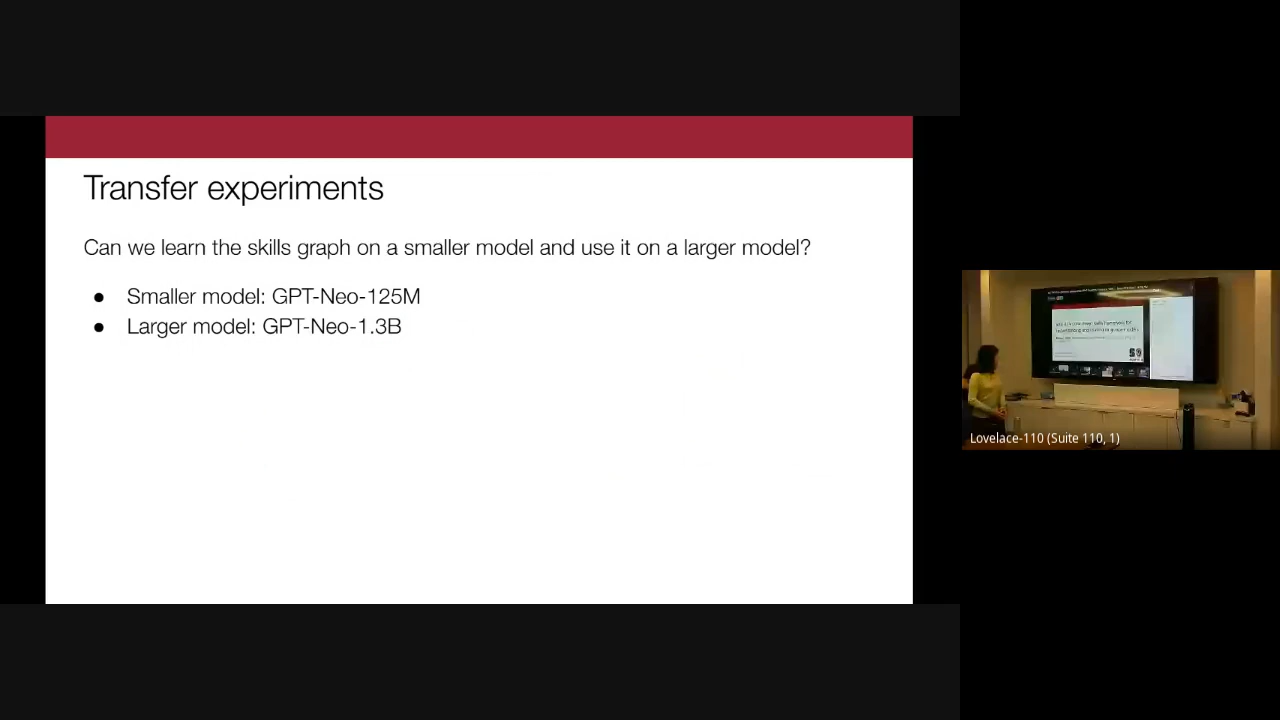 Transfer experiments
Can we learn the skills graph on a smaller model and use it on a larger model?
● Smaller model: GPT-Neo-125M
● Larger model: GPT-Neo-1.3B
Lovelace-110 (Suite 110, 1)